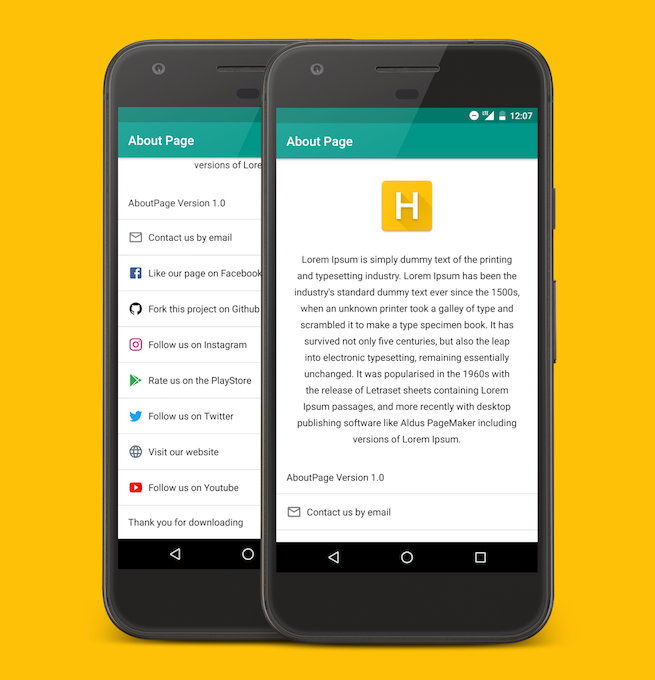 About Page
versions of Lore
AboutPage Version 1.0
Contact us by email
Like our page on Facebook
Fork this project on Github
Follow us on Instagram
Rate us on the PlayStore
Follow us on Twitter
Visit our website
Follow us on Youtube
Thank you for downloading
LTE 12:07
About Page
H
Lorem Ipsum is simply dummy text of the printing
and typesetting industry. Lorem Ipsum has been the
industry's standard dummy text ever since the 1500s,
when an unknown printer took a galley of type and
scrambled it to make a type specimen book. It has
survived not only five centuries, but also the leap
into electronic typesetting, remaining essentially
unchanged. It was popularised in the 1960s with
the release of Letraset sheets containing Lorem
Ipsum passages, and more recently with desktop
publishing software like Aldus PageMaker including
versions of Lorem Ipsum.
AboutPage Version 1.0
Contact us by email